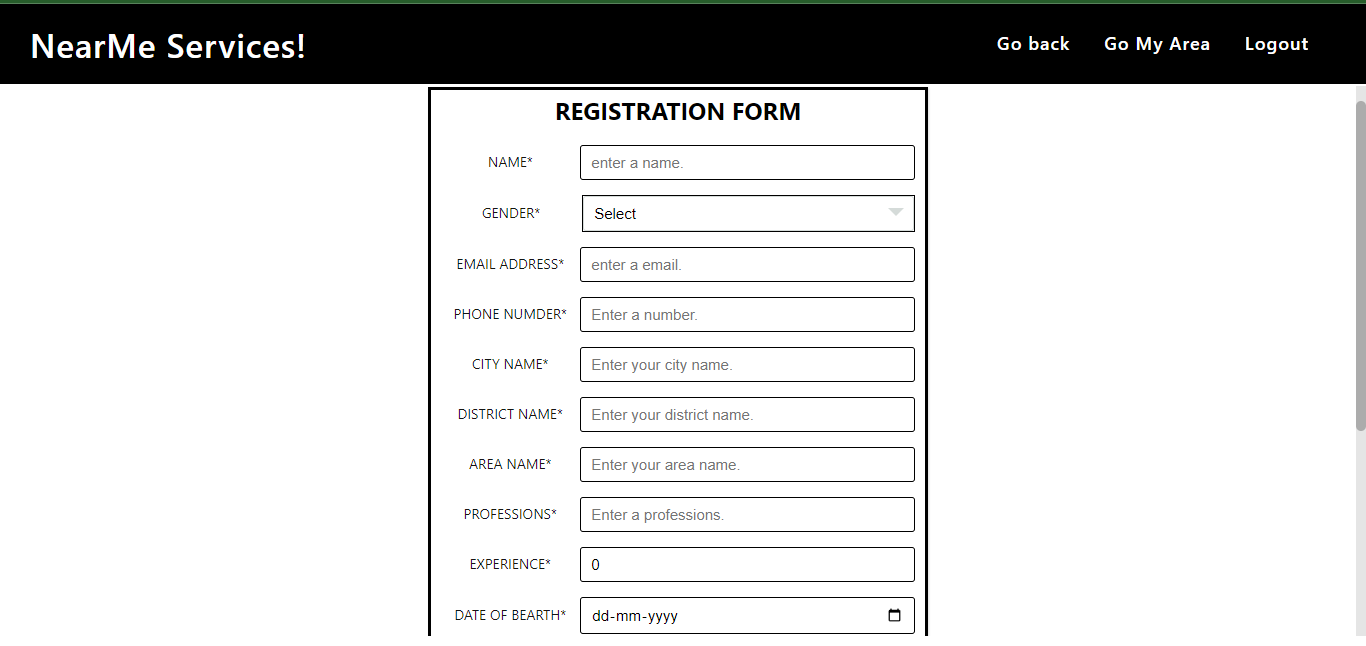 NearMe Services!
Go back Go My Area Logout
REGISTRATION FORM
NAME* enter a name.
GENDER* Select
EMAIL ADDRESS* enter a email.
PHONE NUMDER* Enter a number.
CITY NAME* Enter your city name.
DISTRICT NAME* Enter your district name.
AREA NAME* Enter your area name.
PROFESSIONS* Enter a professions.
EXPERIENCE* 0
DATE OF BEARTH* dd-mm-yyyy